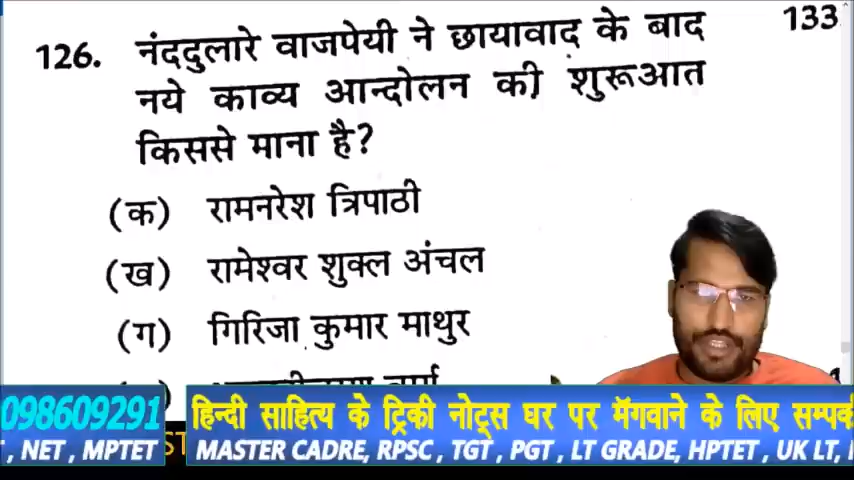 126. नंददुलारे वाजपेयी ने छायावाद के बाद
नये काव्य आन्दोलन की शुरूआत
किससे माना है?
(क) रामनरेश त्रिपाठी
(ख) रामेश्वर शुक्ल अंचल
(ग) गिरिजा कुमार माथुर
133
098609291
हिन्दी साहित्य के ट्रिकी नोट्स घर पर मॅगवाने के लिए सम्पर्क
, NET , MPTET
MASTER CADRE, RPSC , TGT , PGT , LT GRADE, HPTET , UK LT,